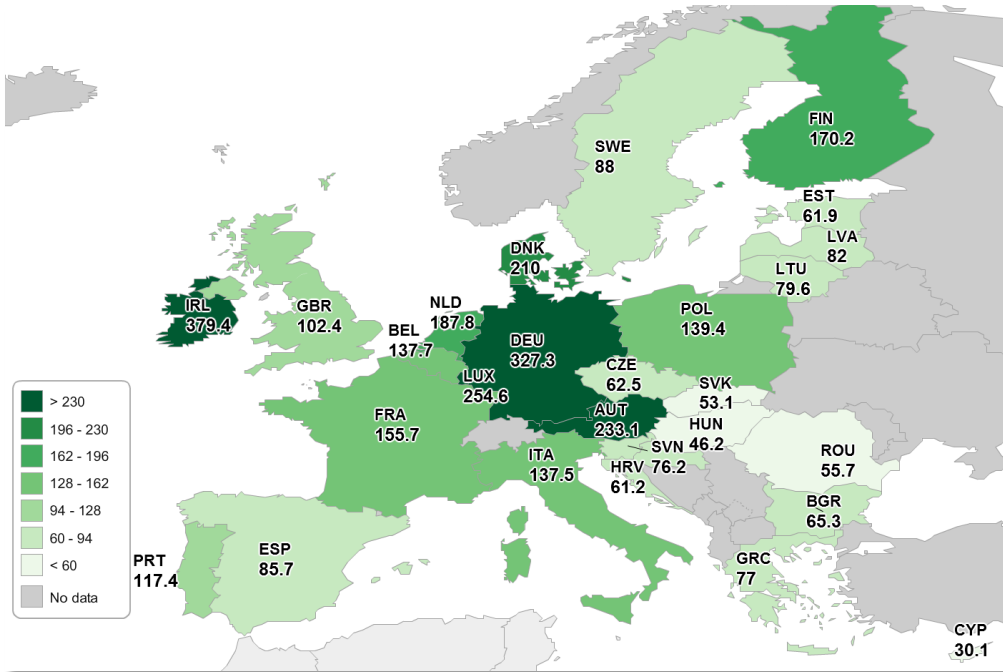 FIN
170.2
SWE
88
EST
61.9
LVA
82
LTU
79.6
DNK
210
IRL
379.4
GBR
102.4
NLD
187.8
BEL
137.7
DEU
327.3
POL
139.4
LUX
254.6
CZE
62.5
SVK
53.1
FRA
155.7
AUT
233.1
HUN
46.2
ITA
137.5
SVN
76.2
HRV
61.2
ROU
55.7
BGR
65.3
PRT
117.4
ESP
85.7
GRC
77
CYP
30.1
> 230
196 - 230
162 - 196
128 - 162
94 - 128
60 - 94
< 60
No data